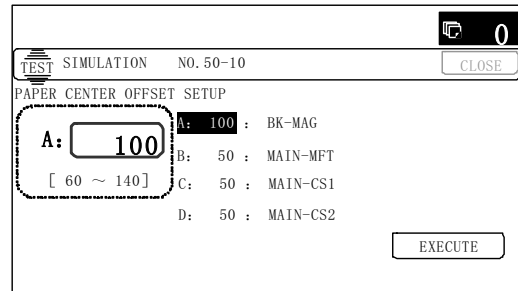 0
TEST SIMULATION NO.50-10 CLOSE
PAPER CENTER OFFSET SETUP
A: 100
[ 60 ～ 140]
A: 100 : BK-MAG
B: 50 : MAIN-MFT
C: 50 : MAIN-CS1
D: 50 : MAIN-CS2
EXECUTE